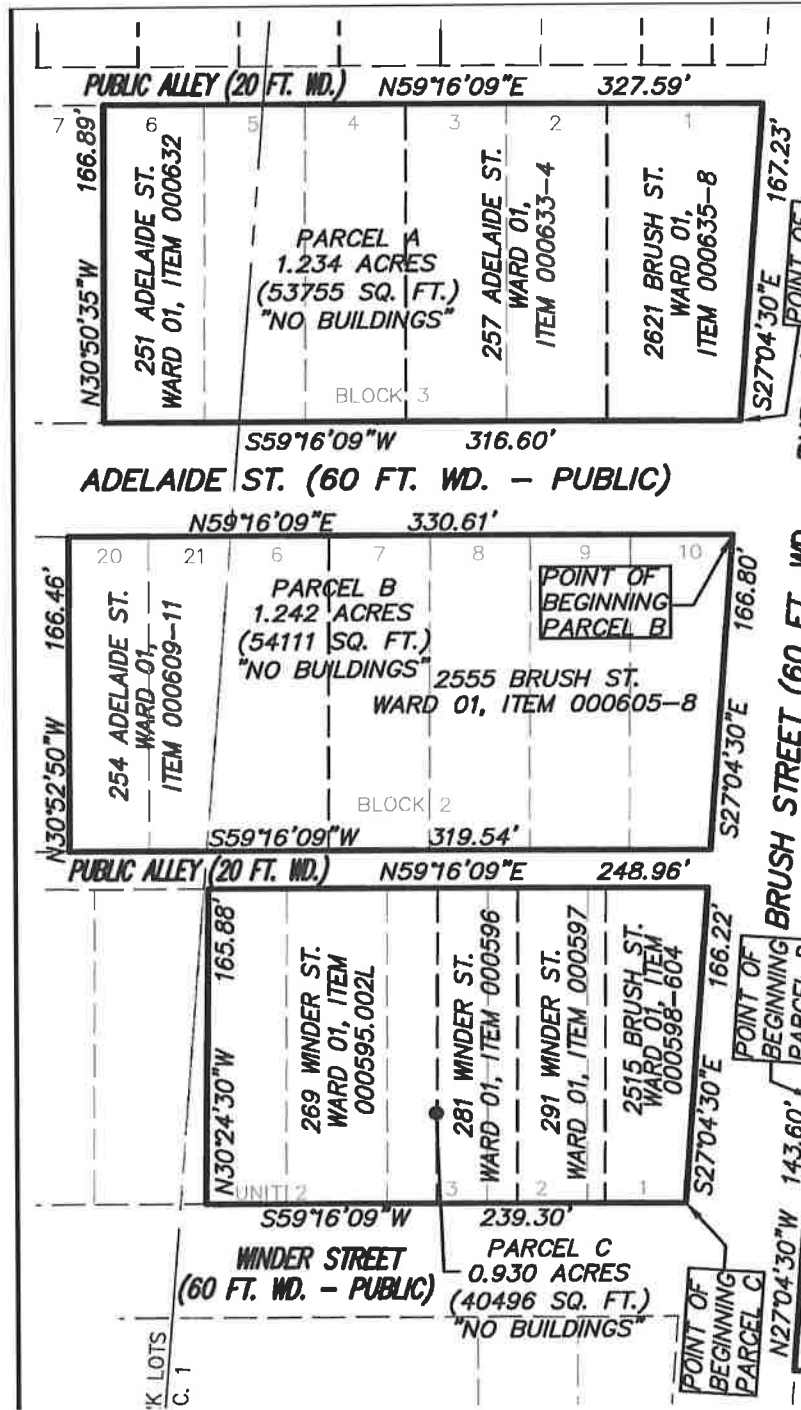 PUBLIC ALLEY (20 FT. WD.)
N59°16'09"E
327.59'
7
6
5
4
3
2
1
166.89'
N30°50'35"W
251 ADELAIDE ST.
WARD 01, ITEM 000632
PARCEL A
1.234 ACRES
(53755 SQ. FT.)
"NO BUILDINGS"
257 ADELAIDE ST.
WARD 01,
ITEM 000633-4
2621 BRUSH ST.
WARD 01,
ITEM 000635-8
167.23'
S27°04'30"E
POINT OF
BLOCK 3
S59°16'09"W
316.60'
ADELAIDE ST. (60 FT. WD. - PUBLIC)
N59°16'09"E
330.61'
20
21
6
7
8
9
10
166.46'
N30°52'50"W
254 ADELAIDE ST.
WARD 01,
ITEM 000609-11
PARCEL B
1.242 ACRES
(54111 SQ. FT.)
"NO BUILDINGS"
POINT OF
BEGINNING
PARCEL B
2555 BRUSH ST.
WARD 01, ITEM 000605-8
166.80'
S27°04'30"E
BRUSH STREET (60 FT. WD.
BLOCK 2
S59°16'09"W
319.54'
PUBLIC ALLEY (20 FT. WD.)
N59°16'09"E
248.96'
165.88'
N30°24'30"W
269 WINDER ST.
WARD 01, ITEM
000595.002L
281 WINDER ST.
WARD 01, ITEM 000596
291 WINDER ST.
WARD 01, ITEM 000597
2515 BRUSH ST.
WARD 01, ITEM
000598-604
166.22'
S27°04'30"E
POINT OF
BEGINNING
N27°04'30"W 143.60'
UNIT 2
3
2
1
S59°16'09"W
239.30'
WINDER STREET
(60 FT. WD. - PUBLIC)
PARCEL C
0.930 ACRES
(40496 SQ. FT.)
"NO BUILDINGS"
POINT OF
BEGINNING
PARCEL C
LOTS
C. 1